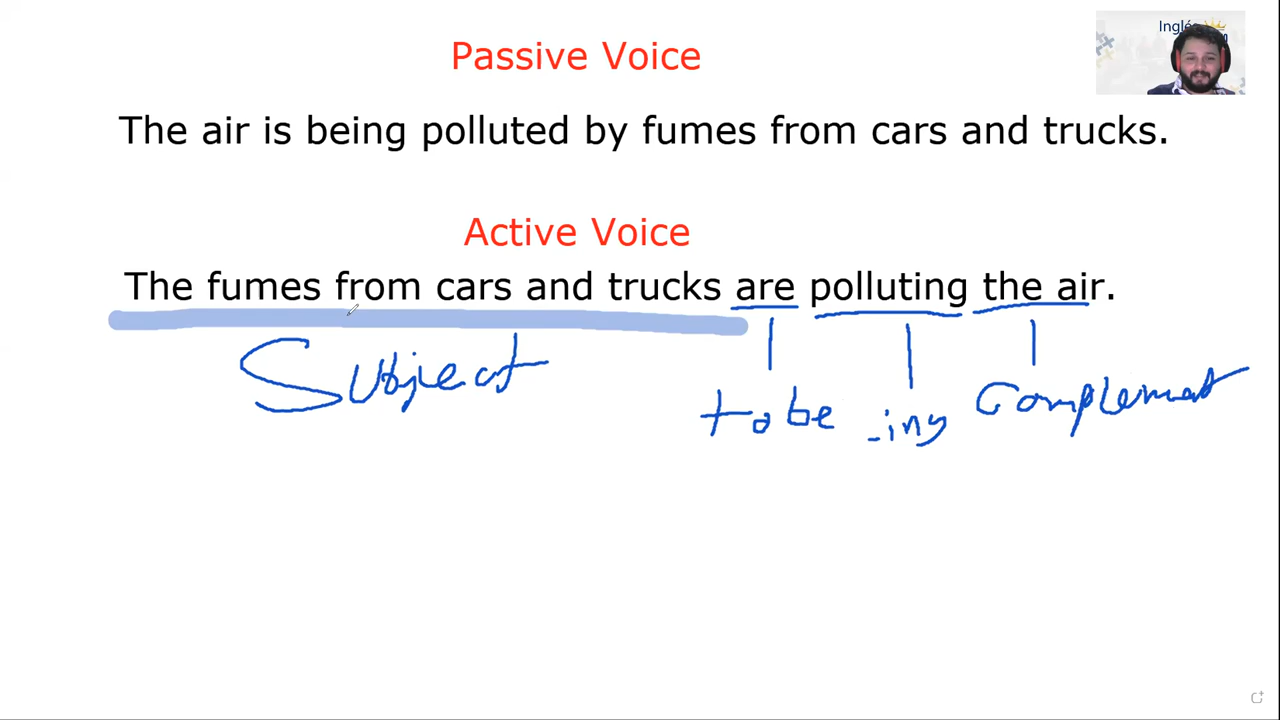 Inglés
Passive Voice
The air is being polluted by fumes from cars and trucks.
Active Voice
The fumes from cars and trucks are polluting the air.
Subject
to be -ing Complement